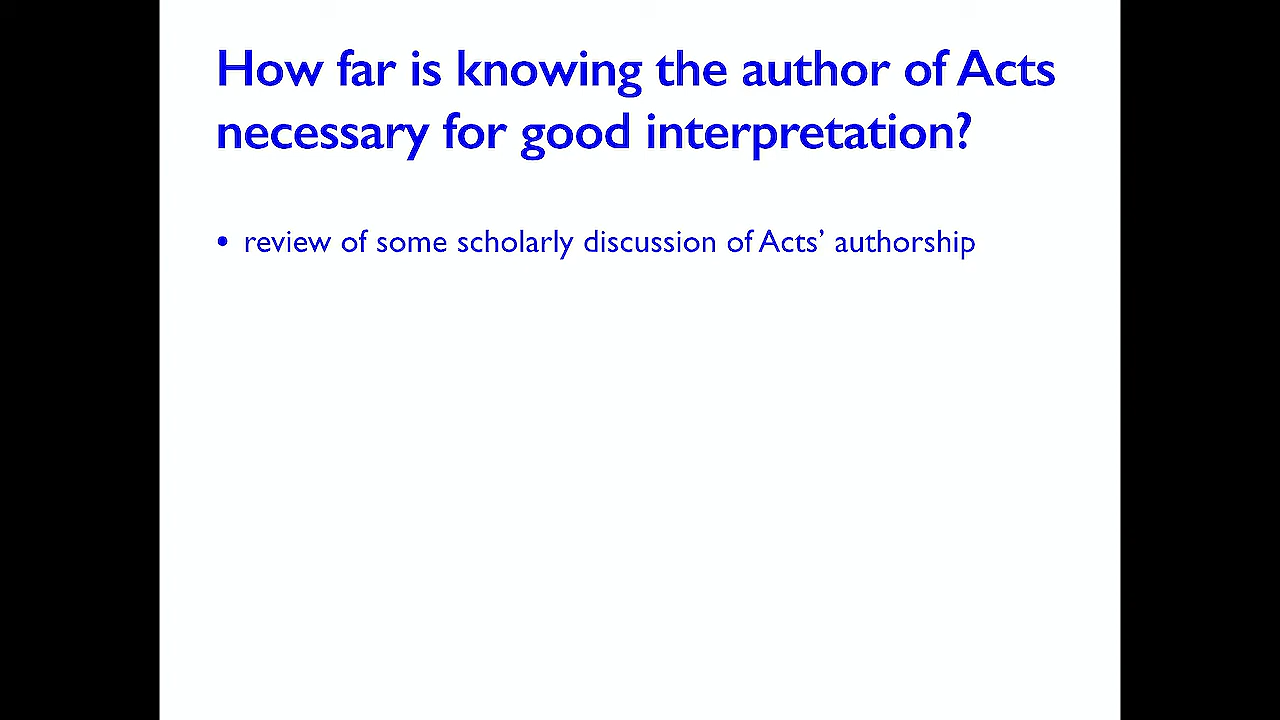 How far is knowing the author of Acts
necessary for good interpretation?
• review of some scholarly discussion of Acts’ authorship